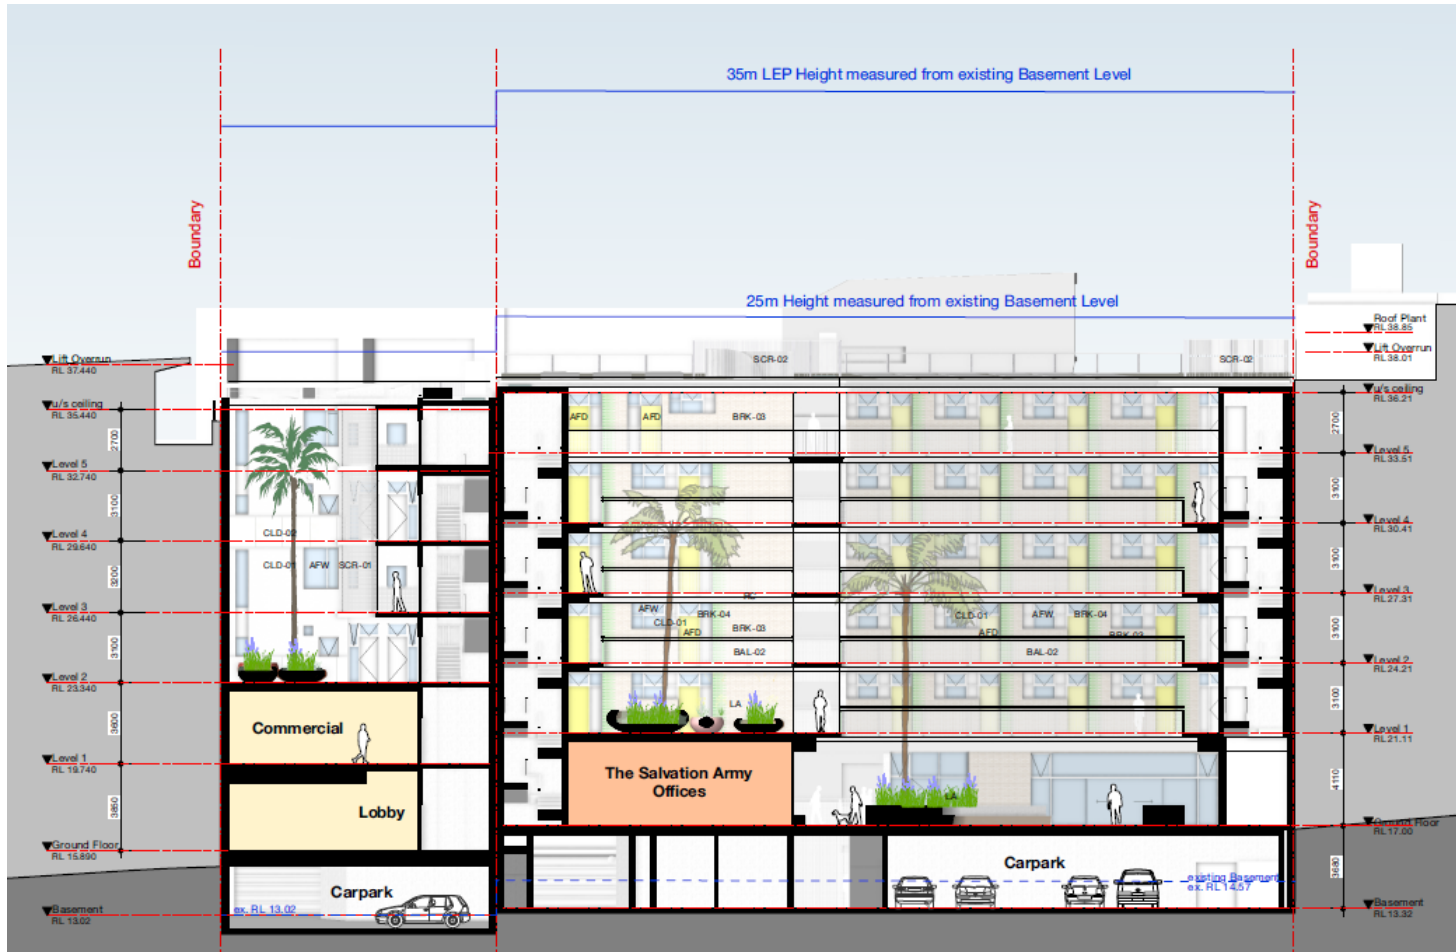 35m LEP Height measured from existing Basement Level
Boundary
Boundary
25m Height measured from existing Basement Level
Roof Plant
RL 38.85
Lift Overrun
RL 38.01
Lift Overrun
RL 37.440
SCR-02
SCR-02
u/s ceiling
RL 36.21
u/s ceiling
RL 35.440
AFD
AFD
BRK-03
2700
2700
Level 5
RL 33.51
Level 5
RL 32.740
3100
3100
Level 4
RL 30.41
Level 4
RL 29.640
CLD-02
CLD-01
AFW
SCR-01
3200
3100
Level 3
RL 27.31
Level 3
RL 26.440
AFW
BRK-04
CLD-01
AFD
BRK-03
BAL-02
CLD-01
AFW
BRK-04
AFD
BRK-03
BAL-02
3100
3100
Level 2
RL 24.21
Level 2
RL 23.340
LA
3100
3600
Commercial
Level 1
RL 21.11
Level 1
RL 19.740
The Salvation Army
Offices
LA
3850
4110
Lobby
Ground Floor
RL 17.00
Ground Floor
RL 15.890
Carpark
Carpark
3680
existing Basement
ex. RL 14.57
ex. RL 13.02
Basement
RL 13.02
Basement
RL 13.32